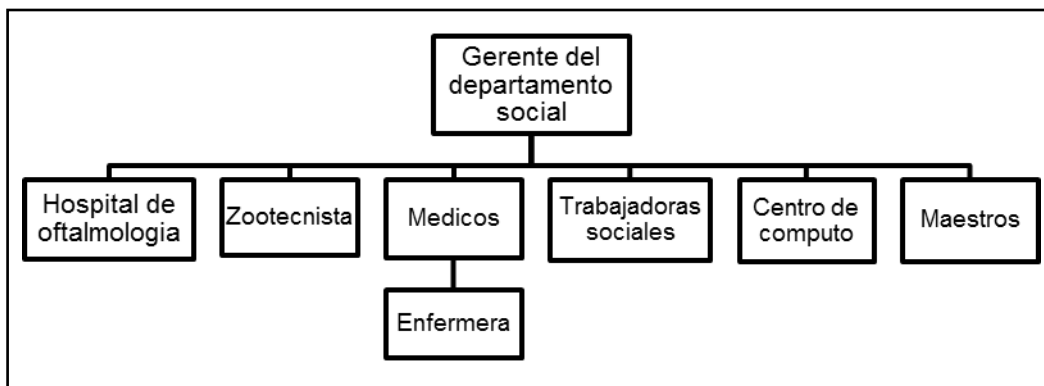 Gerente del
departamento
social
Hospital de
oftalmologia
Zootecnista
Medicos
Trabajadoras
sociales
Centro de
computo
Maestros
Enfermera